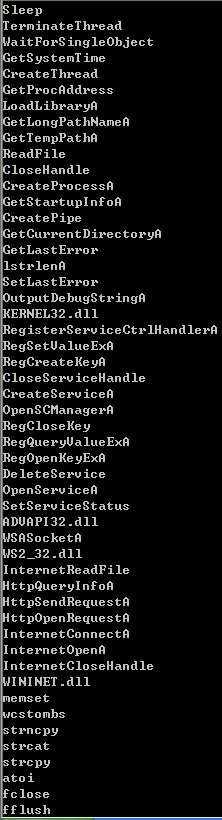 Sleep
TerminateThread
WaitForSingleObject
GetSystemTime
CreateThread
GetProcAddress
LoadLibraryA
GetLongPathNameA
GetTempPathA
ReadFile
CloseHandle
CreateProcessA
GetStartupInfoA
CreatePipe
GetCurrentDirectoryA
GetLastError
lstrlenA
SetLastError
OutputDebugStringA
KERNEL32.dll
RegisterServiceCtrlHandlerA
RegSetValueExA
RegCreateKeyA
CloseServiceHandle
CreateServiceA
OpenSCManagerA
RegCloseKey
RegQueryValueExA
RegOpenKeyExA
DeleteService
OpenServiceA
SetServiceStatus
ADVAPI32.dll
WSASocketA
WS2_32.dll
InternetReadFile
HttpQueryInfoA
HttpSendRequestA
HttpOpenRequestA
InternetConnectA
InternetOpenA
InternetCloseHandle
WININET.dll
memset
wcstombs
strncpy
strcat
strcpy
atoi
fclose
fflush